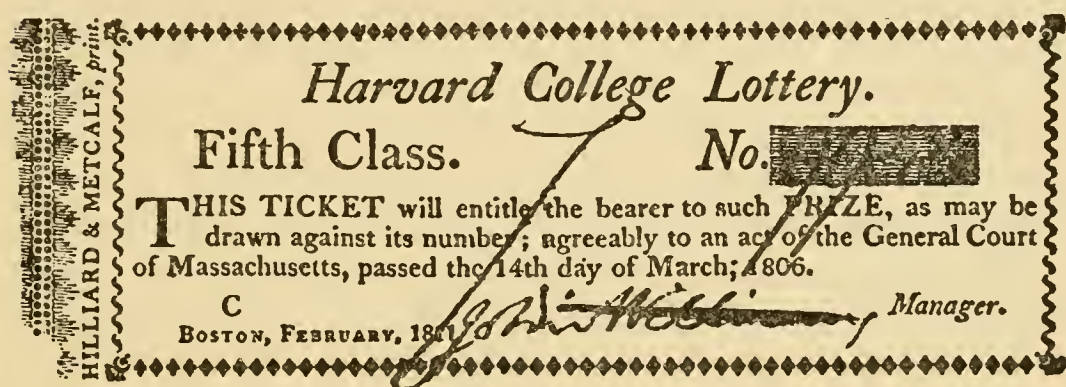 HILLIARD & METCALF, print.
Harvard College Lottery.
Fifth Class. No.
THIS TICKET will entitle the bearer to such PRIZE, as may be
drawn against its number; agreeably to an act of the General Court
of Massachusetts, passed the 14th day of March; 1806.
C
Manager.
BOSTON, FEBRUARY, 1811
John